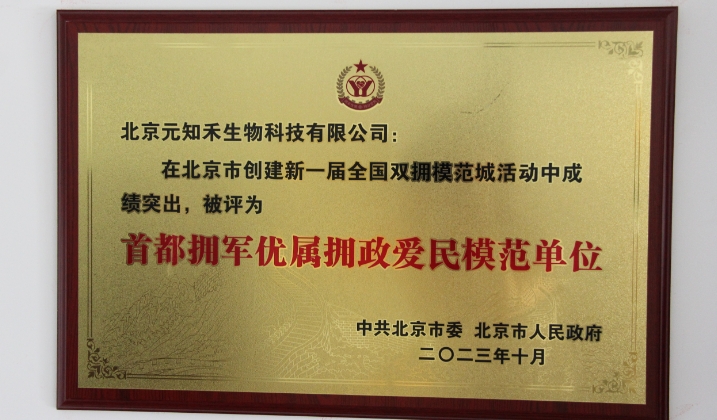 北京元知禾生物科技有限公司：
在北京市创建新一届全国双拥模范城活动中成
绩突出，被评为
首都拥军优属拥政爱民模范单位
中共北京市委 北京市人民政府
二〇二三年十月